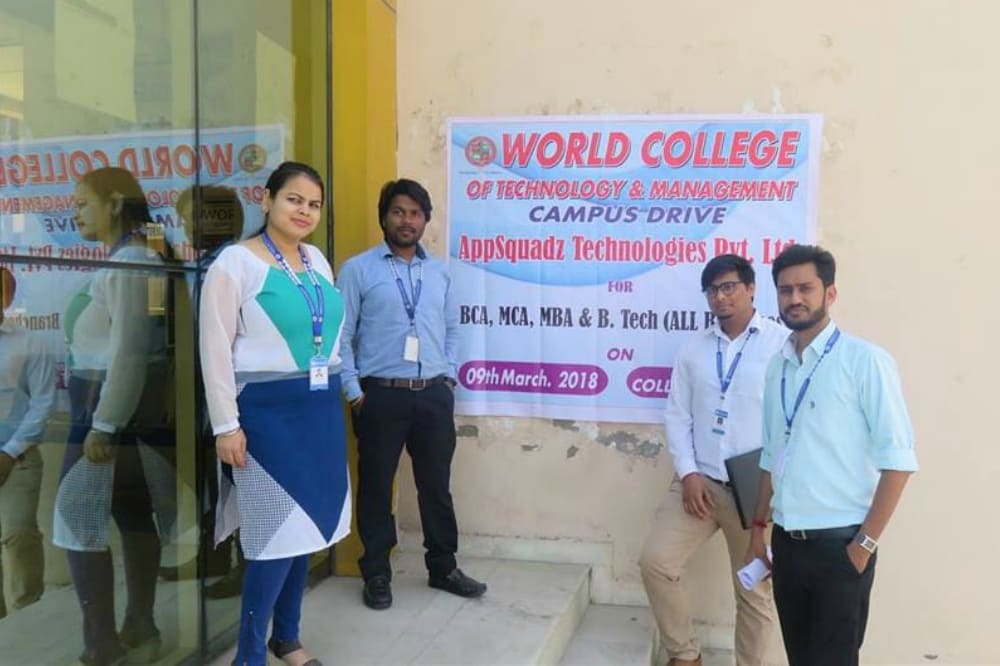 WORLD COLLEGE
OF TECHNOLOGY & MANAGEMENT
CAMPUS DRIVE
AppSquadz Technologies Pvt. Ltd
FOR
BCA, MCA, MBA & B. Tech (ALL
ON
09th March. 2018